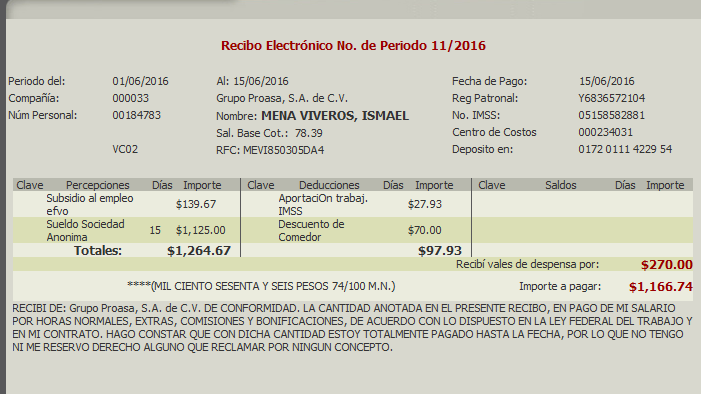 Recibo Electrónico No. de Periodo 11/2016
Periodo del: 01/06/2016 Al: 15/06/2016 Fecha de Pago: 15/06/2016
Compañía: 000033 Grupo Proasa, S.A. de C.V. Reg Patronal: Y6836572104
Núm Personal: 00184783 Nombre: MENA VIVEROS, ISMAEL No. IMSS: 05158582881
Sal. Base Cot.: 78.39 Centro de Costos 000234031
VC02 RFC: MEVI850305DA4 Deposito en: 0172 0111 4229 54
Clave Percepciones Días Importe Clave Deducciones Días Importe Clave Saldos Días Importe
Subsidio al empleo efvo $139.67 AportaciOn trabaj. IMSS $27.93
Sueldo Sociedad Anonima 15 $1,125.00 Descuento de Comedor $70.00
Totales: $1,264.67 $97.93
Recibí vales de despensa por: $270.00
****(MIL CIENTO SESENTA Y SEIS PESOS 74/100 M.N.) Importe a pagar: $1,166.74
RECIBI DE: Grupo Proasa, S.A. de C.V. DE CONFORMIDAD. LA CANTIDAD ANOTADA EN EL PRESENTE RECIBO, EN PAGO DE MI SALARIO
POR HORAS NORMALES, EXTRAS, COMISIONES Y BONIFICACIONES, DE ACUERDO CON LO DISPUESTO EN LA LEY FEDERAL DEL TRABAJO Y
EN MI CONTRATO. HAGO CONSTAR QUE CON DICHA CANTIDAD ESTOY TOTALMENTE PAGADO HASTA LA FECHA, POR LO QUE NO TENGO
NI ME RESERVO DERECHO ALGUNO QUE RECLAMAR POR NINGUN CONCEPTO.